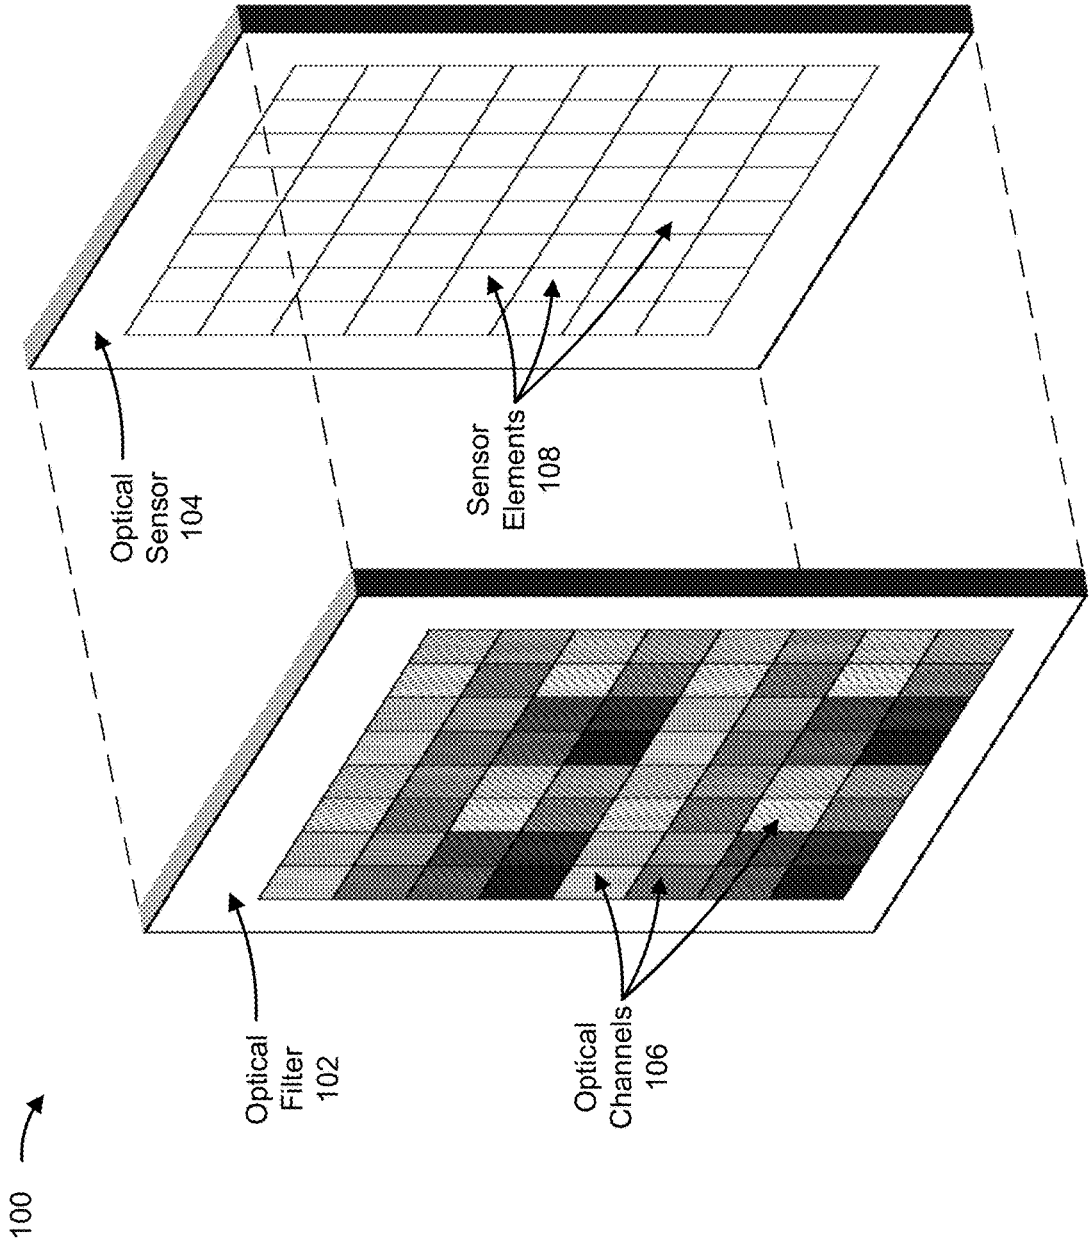 100
Optical
Filter
102
Optical
Channels
106
Optical
Sensor
104
Sensor
Elements
108